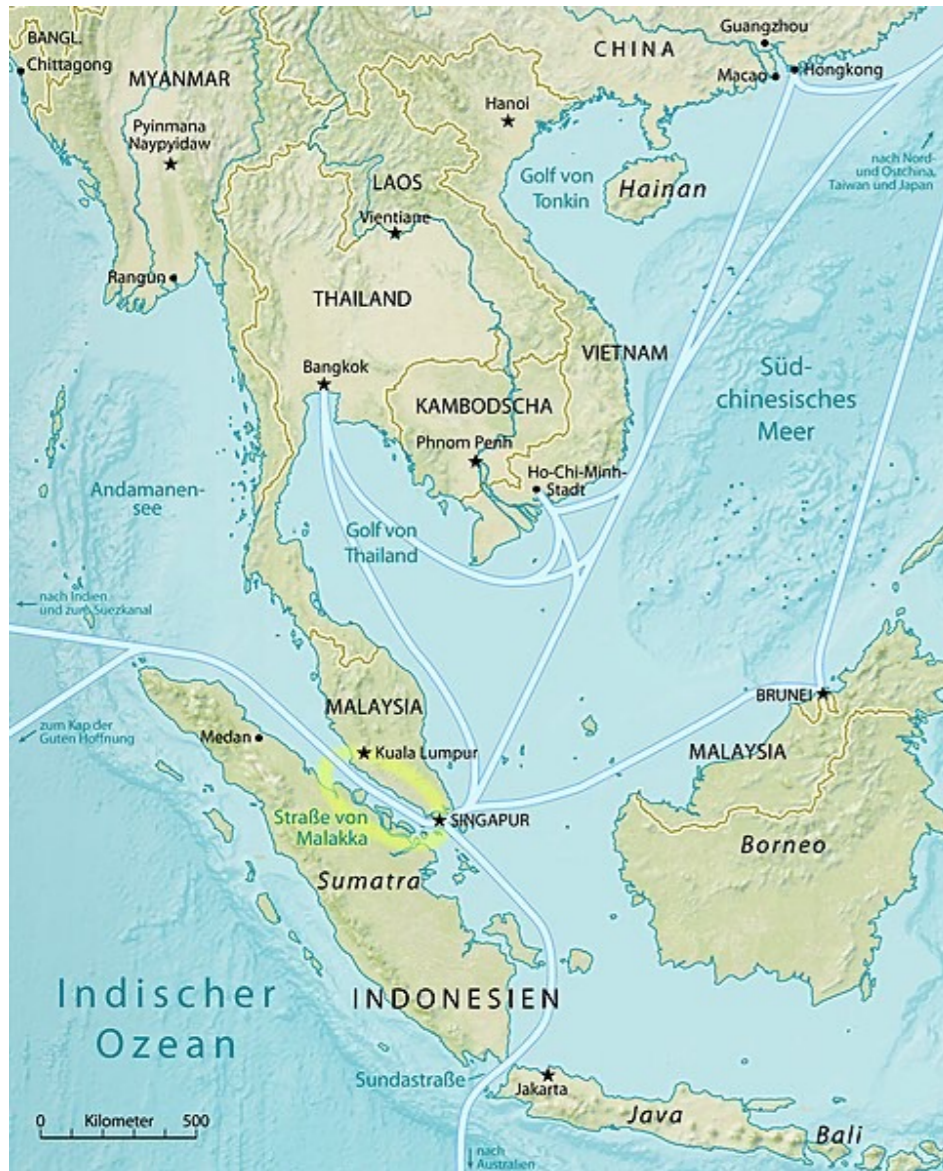 BANGL.
Chittagong
MYANMAR
Pyinmana
Naypyidaw
Rangun
CHINA
Guangzhou
Macao
Hongkong
Hanoi
Golf von
Tonkin
Hainan
nach Nord-
und Ostchina,
Taiwan und Japan
LAOS
Vientiane
THAILAND
Bangkok
VIETNAM
KAMBODSCHA
Phnom Penh
Ho-Chi-Minh-
Stadt
Süd-
chinesisches
Meer
Andamanen-
see
Golf von
Thailand
nach Indien
und zum Suezkanal
zum Kap der
Guten Hoffnung
Medan
MALAYSIA
Kuala Lumpur
BRUNEI
MALAYSIA
Straße von
Malakka
SINGAPUR
Sumatra
Borneo
Indischer
Ozean
INDONESIEN
Sundastraße
Jakarta
Java
Bali
0 Kilometer 500
nach
Australien